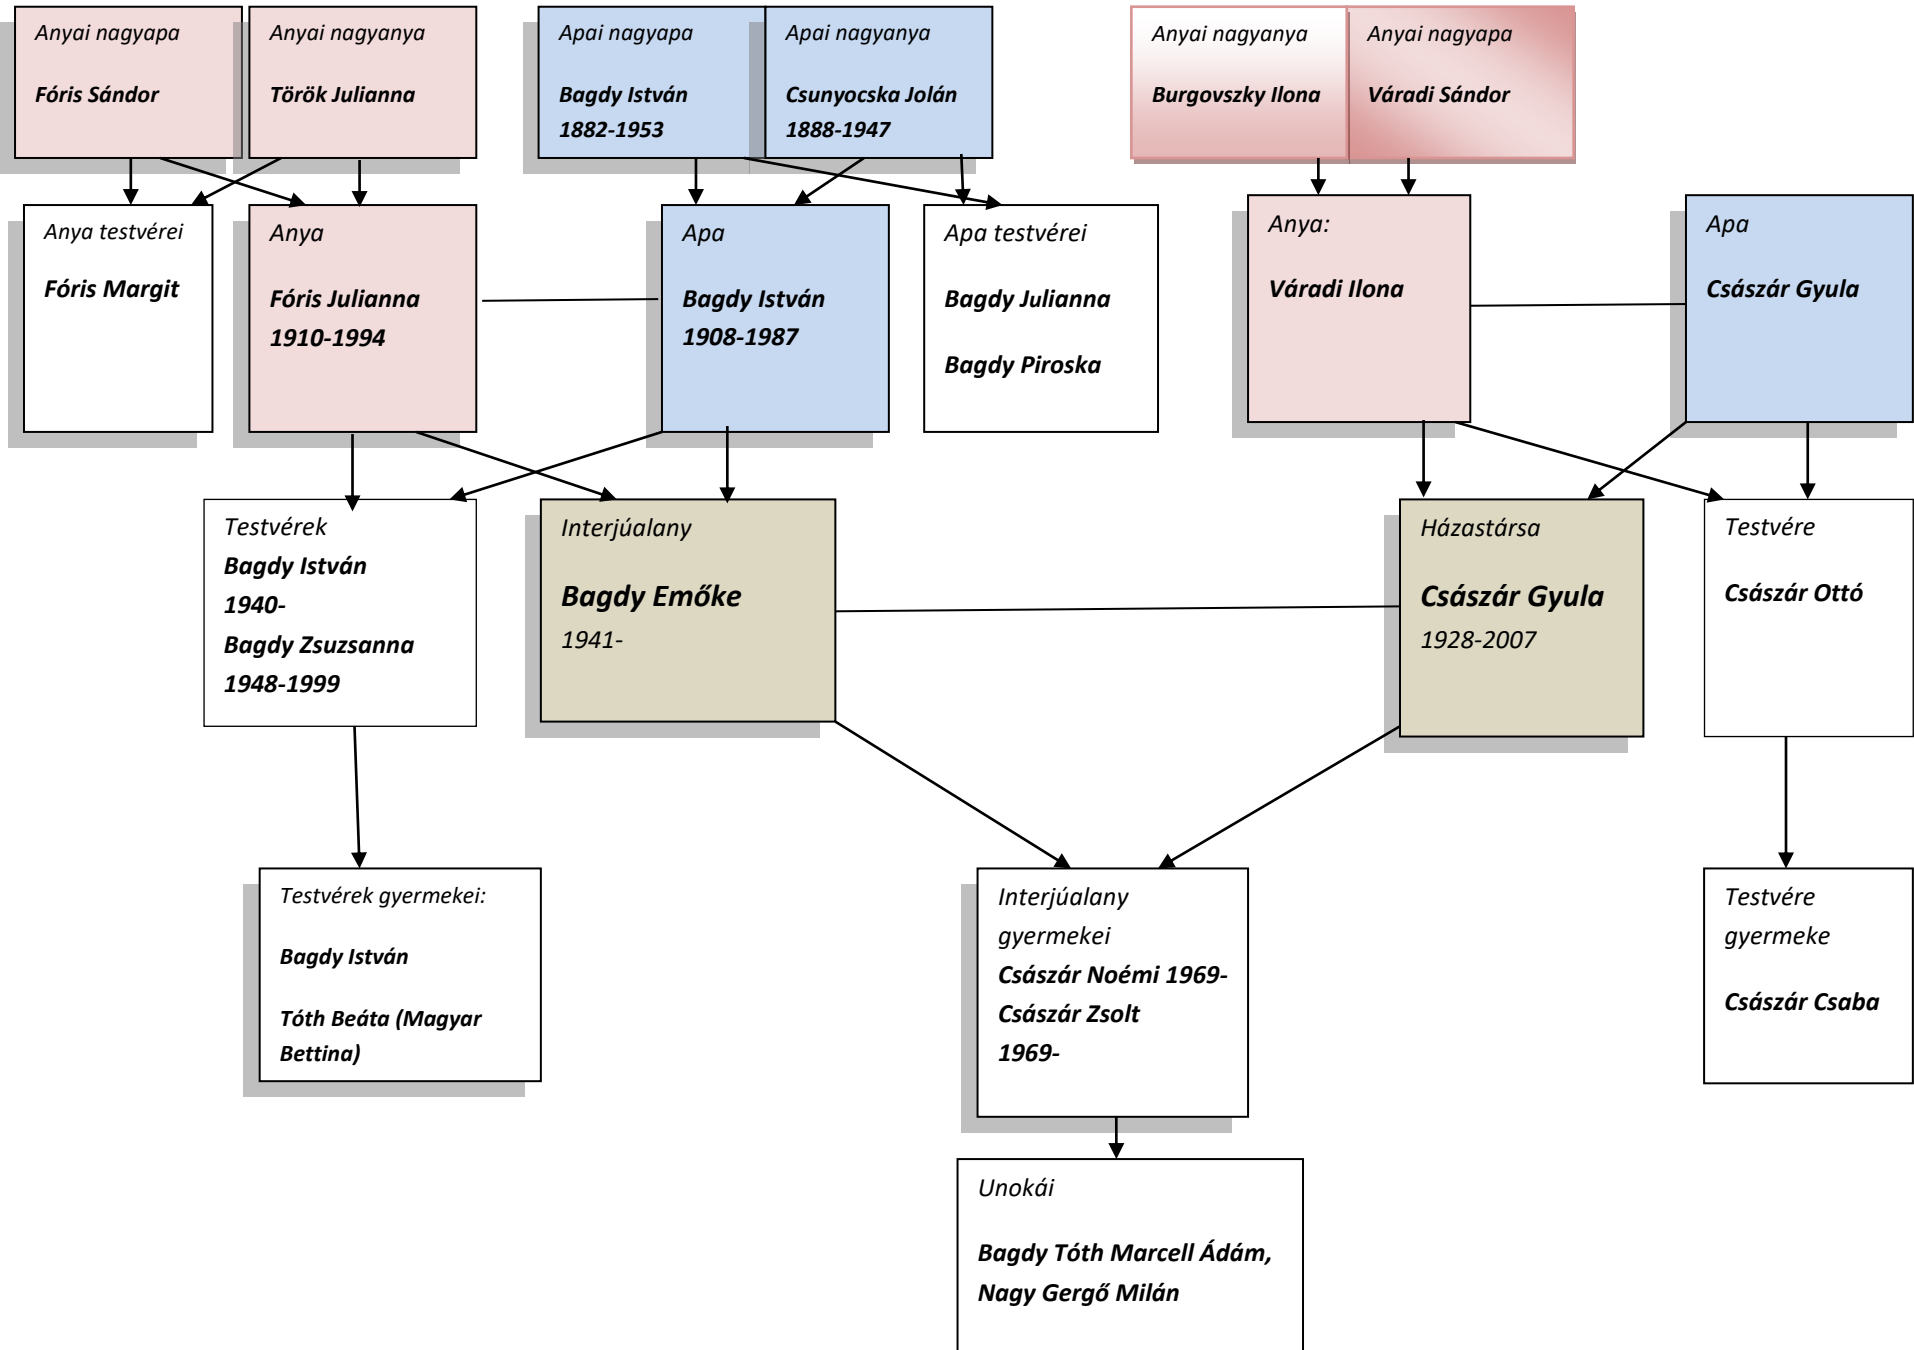 Anyai nagyapa
Fóris Sándor
Anyai nagyanya
Török Julianna
Apai nagyapa
Bagdy István
1882-1953
Apai nagyanya
Csunyocska Jolán
1888-1947
Anyai nagyanya
Burgovszky Ilona
Anyai nagyapa
Váradi Sándor
Anya testvérei
Fóris Margit
Anya
Fóris Julianna
1910-1994
Apa
Bagdy István
1908-1987
Apa testvérei
Bagdy Julianna
Bagdy Piroska
Anya:
Váradi Ilona
Apa
Császár Gyula
Testvérek
Bagdy István
1940-
Bagdy Zsuzsanna
1948-1999
Interjúalany
Bagdy Emőke
1941-
Házastársa
Császár Gyula
1928-2007
Testvére
Császár Ottó
Testvérek gyermekei:
Bagdy István
Tóth Beáta (Magyar
Bettina)
Interjúalany
gyermekei
Császár Noémi 1969-
Császár Zsolt
1969-
Testvére
gyermeke
Császár Csaba
Unokái
Bagdy Tóth Marcell Ádám,
Nagy Gergő Milán